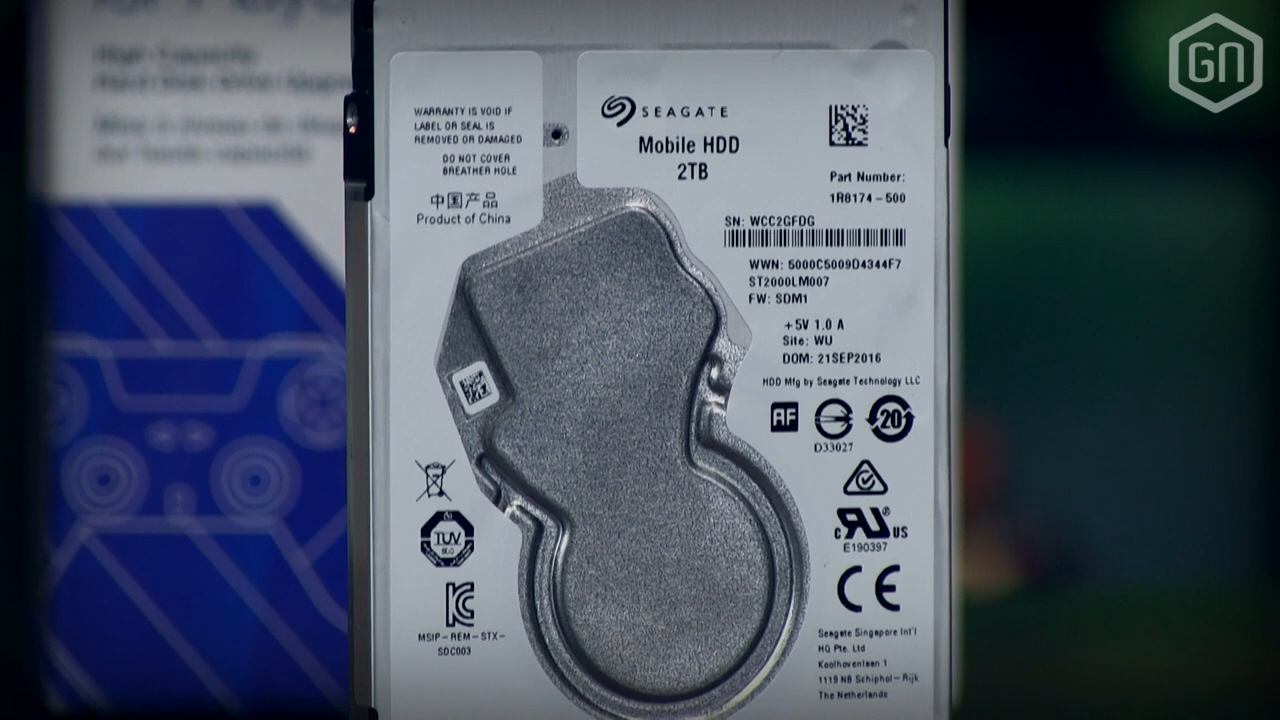 GN
High Capacity
WARRANTY IS VOID IF
LABEL OR SEAL IS
REMOVED OR DAMAGED
DO NOT COVER
BREATHER HOLE
中国产品
Product of China
SEAGATE
Mobile HDD
2TB
Part Number:
1R8174-500
SN: WCC2GFDG
WWN: 5000C5009D4344F7
ST2000LM007
FW: SDM1
+5V 1.0 A
Site: WU
DOM: 21SEP2016
HDD Mfg by Seagate Technology LLC
AF
20
D33027
TUV
c RU ® US
E190397
CE
MSIP-REM-STX-
SDC003
Seagate Singapore Int'l
HQ Pte. Ltd
Koolhovenlaan 1
1119 NB Schiphol-Rijk
The Netherlands